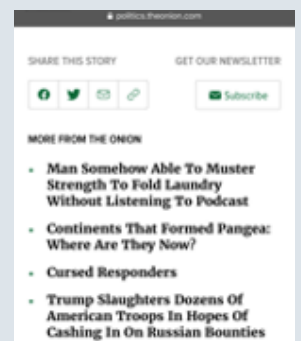 politics.theonion.com
SHARE THIS STORY
GET OUR NEWSLETTER
Subscribe
MORE FROM THE ONION
Man Somehow Able To Muster
Strength To Fold Laundry
Without Listening To Podcast
Continents That Formed Pangea:
Where Are They Now?
Cursed Responders
Trump Slaughters Dozens Of
American Troops In Hopes Of
Cashing In On Russian Bounties